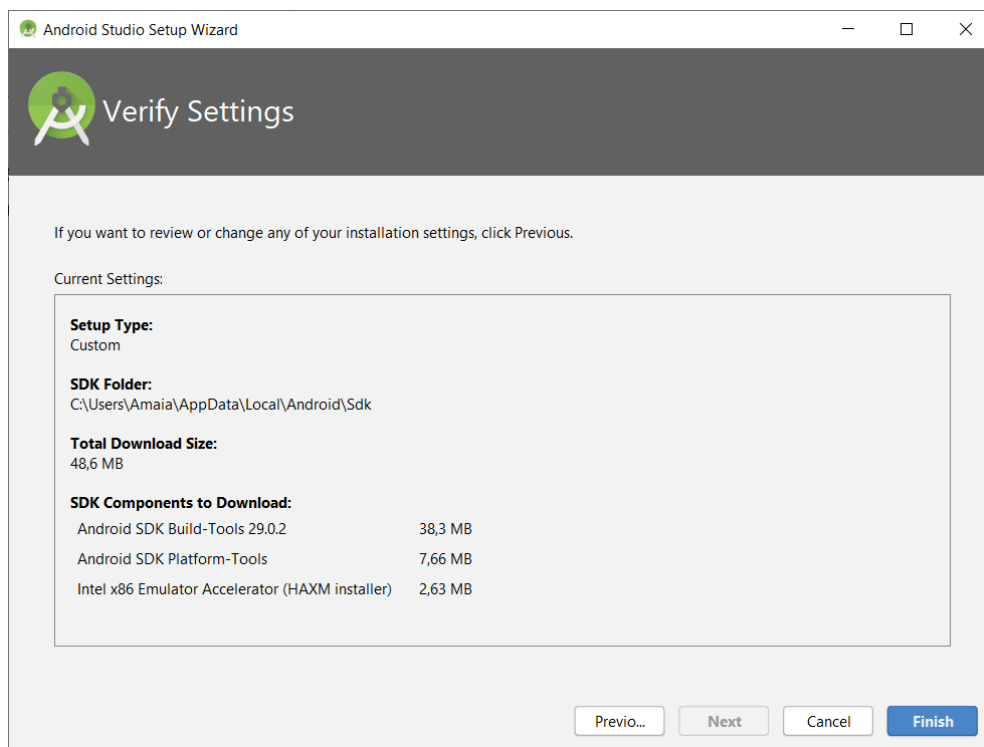 Android Studio Setup Wizard
Verify Settings
If you want to review or change any of your installation settings, click Previous.
Current Settings:
Setup Type:
Custom
SDK Folder:
C:\Users\Amaia\AppData\Local\Android\Sdk
Total Download Size:
48,6 MB
SDK Components to Download:
Android SDK Build-Tools 29.0.2 38,3 MB
Android SDK Platform-Tools 7,66 MB
Intel x86 Emulator Accelerator (HAXM installer) 2,63 MB
Previo... Next Cancel Finish